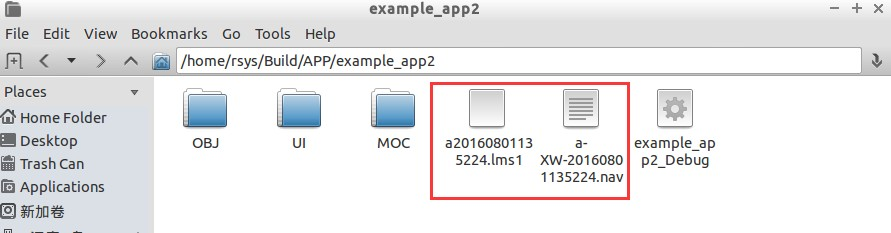 example_app2
File Edit View Bookmarks Go Tools Help
/home/rsys/Build/APP/example_app2
Places
Home Folder
Desktop
Trash Can
Applications
新加卷
OBJ
UI
MOC
a2016080113
5224.lms1
a-
XW-2016080
1135224.nav
example_ap
p2_Debug